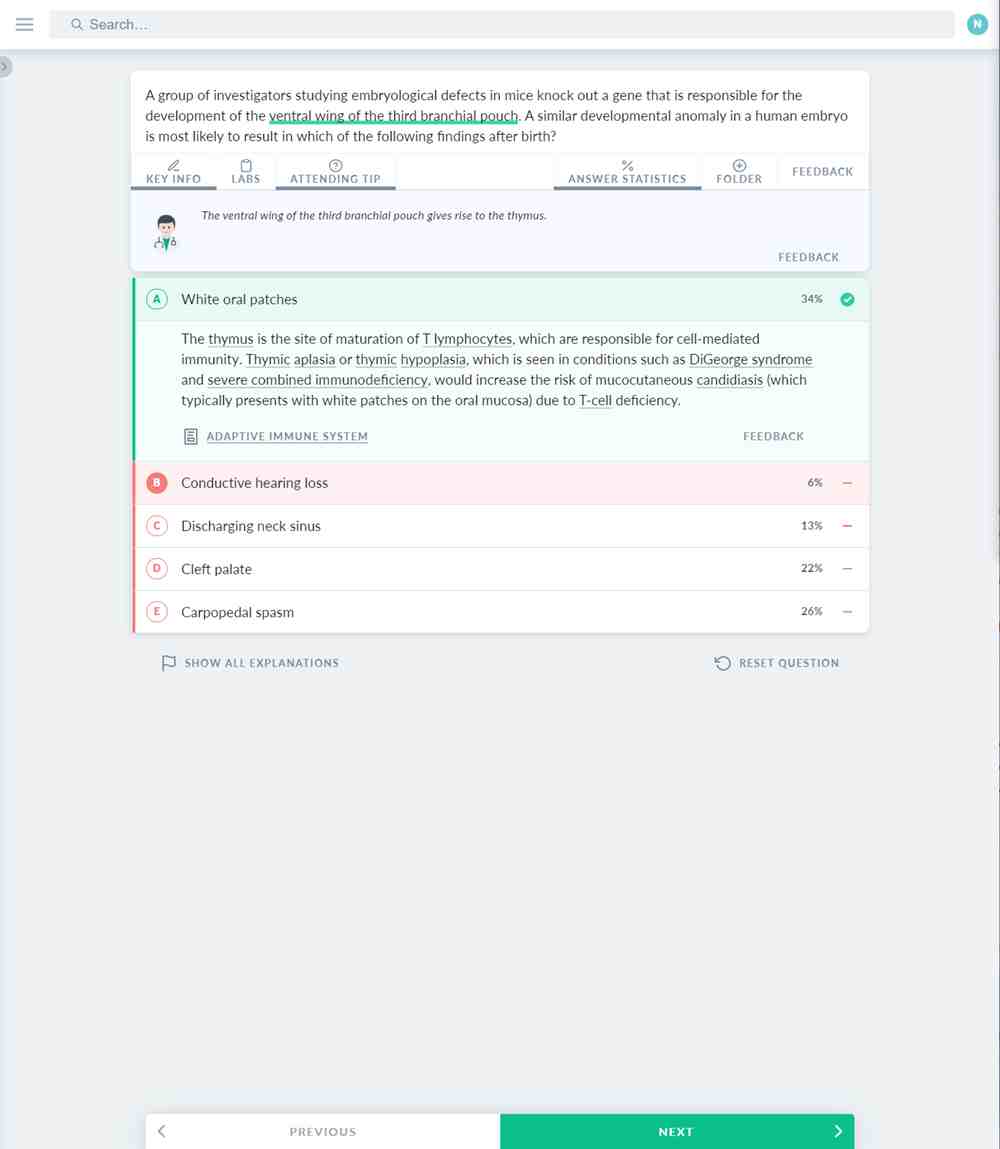 Search...
N
A group of investigators studying embryological defects in mice knock out a gene that is responsible for the
development of the ventral wing of the third branchial pouch. A similar developmental anomaly in a human embryo
is most likely to result in which of the following findings after birth?
KEY INFO
LABS
ATTENDING TIP
ANSWER STATISTICS
FOLDER
FEEDBACK
The ventral wing of the third branchial pouch gives rise to the thymus.
FEEDBACK
A White oral patches 34%
The thymus is the site of maturation of T lymphocytes, which are responsible for cell-mediated
immunity. Thymic aplasia or thymic hypoplasia, which is seen in conditions such as DiGeorge syndrome
and severe combined immunodeficiency, would increase the risk of mucocutaneous candidiasis (which
typically presents with white patches on the oral mucosa) due to T-cell deficiency.
ADAPTIVE IMMUNE SYSTEM FEEDBACK
B Conductive hearing loss 6%
C Discharging neck sinus 13%
D Cleft palate 22%
E Carpopedal spasm 26%
SHOW ALL EXPLANATIONS RESET QUESTION
PREVIOUS NEXT